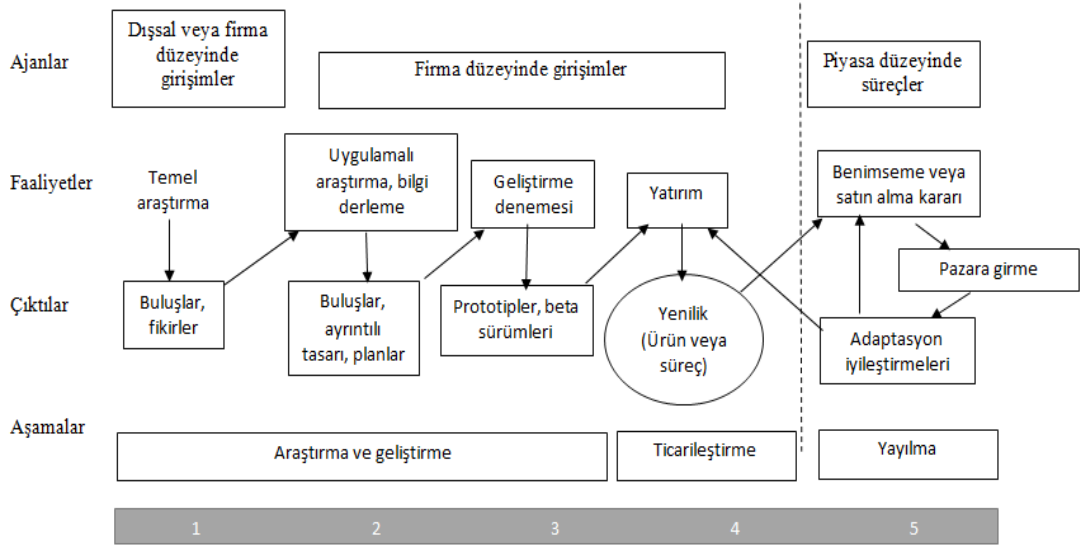 Ajanlar
Dışsal veya firma
düzeyinde
girişimler
Firma düzeyinde girişimler
Piyasa düzeyinde
süreçler
Faaliyetler
Temel
araştırma
Uygulamalı
araştırma, bilgi
derleme
Geliştirme
denemesi
Yatırım
Benimseme veya
satın alma kararı
Pazara girme
Çıktılar
Buluşlar,
fikirler
Buluşlar,
ayrıntılı
tasarı, planlar
Prototipler, beta
sürümleri
Yenilik
(Ürün veya
süreç)
Adaptasyon
iyileştirmeleri
Aşamalar
Araştırma ve geliştirme
Ticarileştirme
Yayılma
1 2 3 4 5